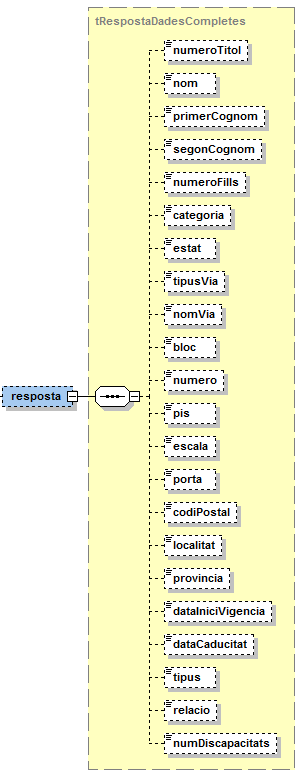 tRespostaDadesCompletes
numeroTitol
nom
primerCognom
segonCognom
numeroFills
categoria
estat
tipusVia
nomVia
bloc
numero
resposta
pis
escala
porta
codiPostal
localitat
provincia
dataIniciVigencia
dataCaducitat
tipus
relacio
numDiscapacitats